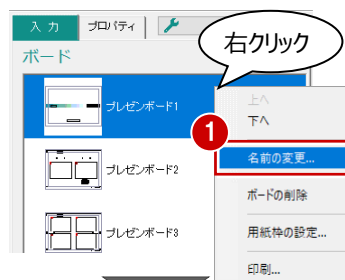 入 力 プロパティ
右クリック
ボード
プレゼンボード1
上へ
下へ
1
名前の変更...
プレゼンボード2
ボードの削除
プレゼンボード3
用紙枠の設定...
印刷...